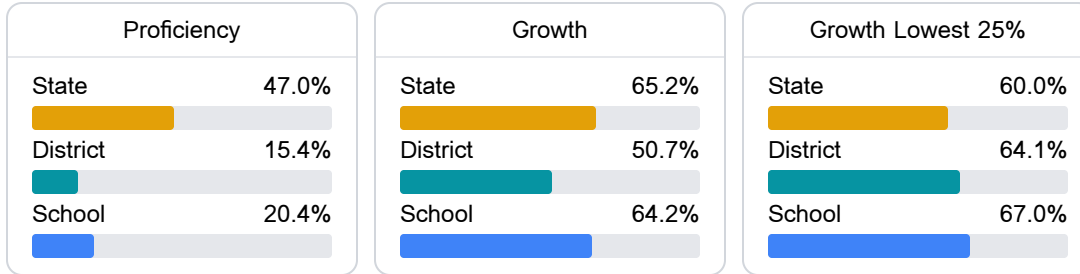 Proficiency
State 47.0%
District 15.4%
School 20.4%
Growth
State 65.2%
District 50.7%
School 64.2%
Growth Lowest 25%
State 60.0%
District 64.1%
School 67.0%